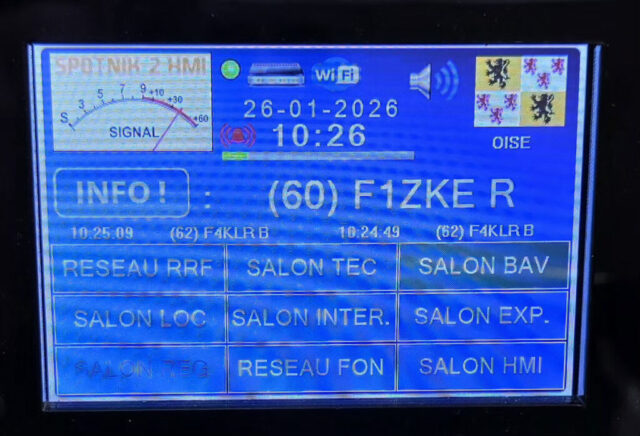 SPOTNIK 2 HMI
S 3 5 7 9 +10 +30 +60
SIGNAL
WiFi
26-01-2026
10:26
OISE
INFO ! : (60) F1ZKE R
10:25:09 (62) F4KLR B 10:24:49 (62) F4KLR B
RESEAU RRF SALON TEC SALON BAV
SALON LOC SALON INTER. SALON EXP.
SALON RESEAU FON SALON HMI